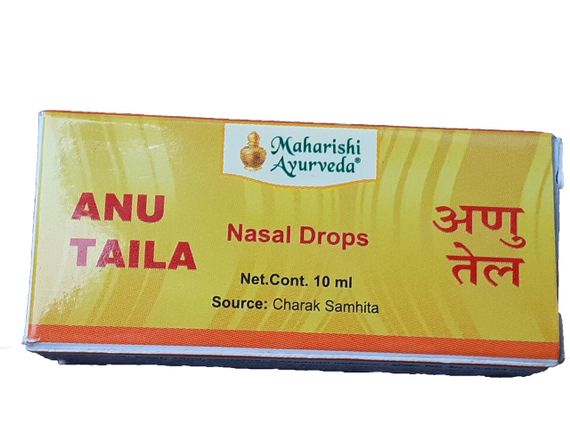 Maharishi
Ayurveda®
ANU
TAILA
Nasal Drops
Net.Cont. 10 ml
Source: Charak Samhita
अणु
तेल